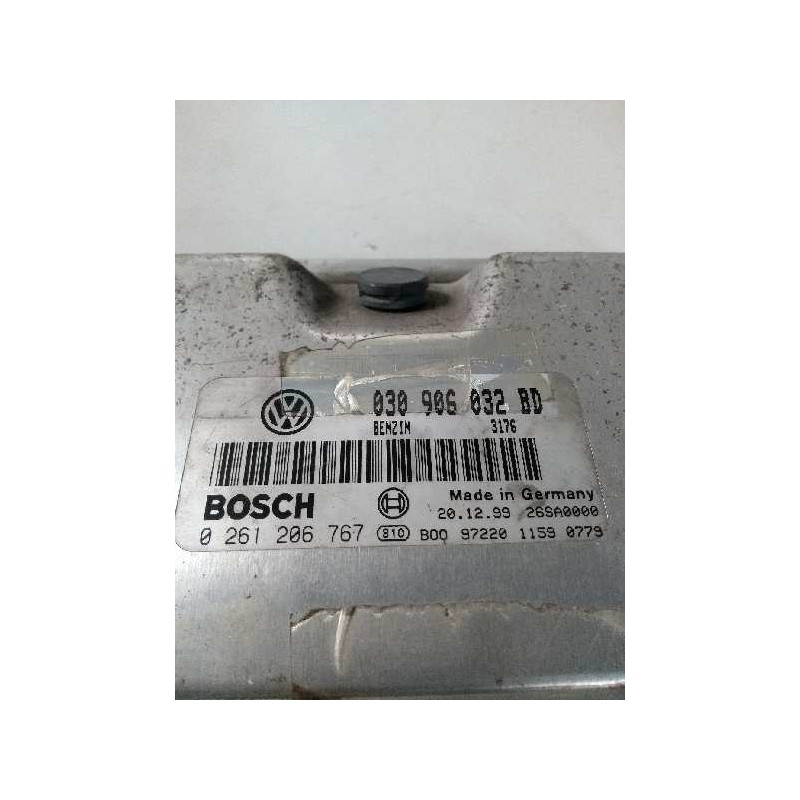 030 906 032 BD
BENZIN 3176
BOSCH
Made in Germany
20.12.99 26SA0000
0 261 206 767 810 B00 97220 1159 0779